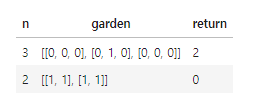 n garden return
3 [[0, 0, 0], [0, 1, 0], [0, 0, 0]] 2
2 [[1, 1], [1, 1]] 0